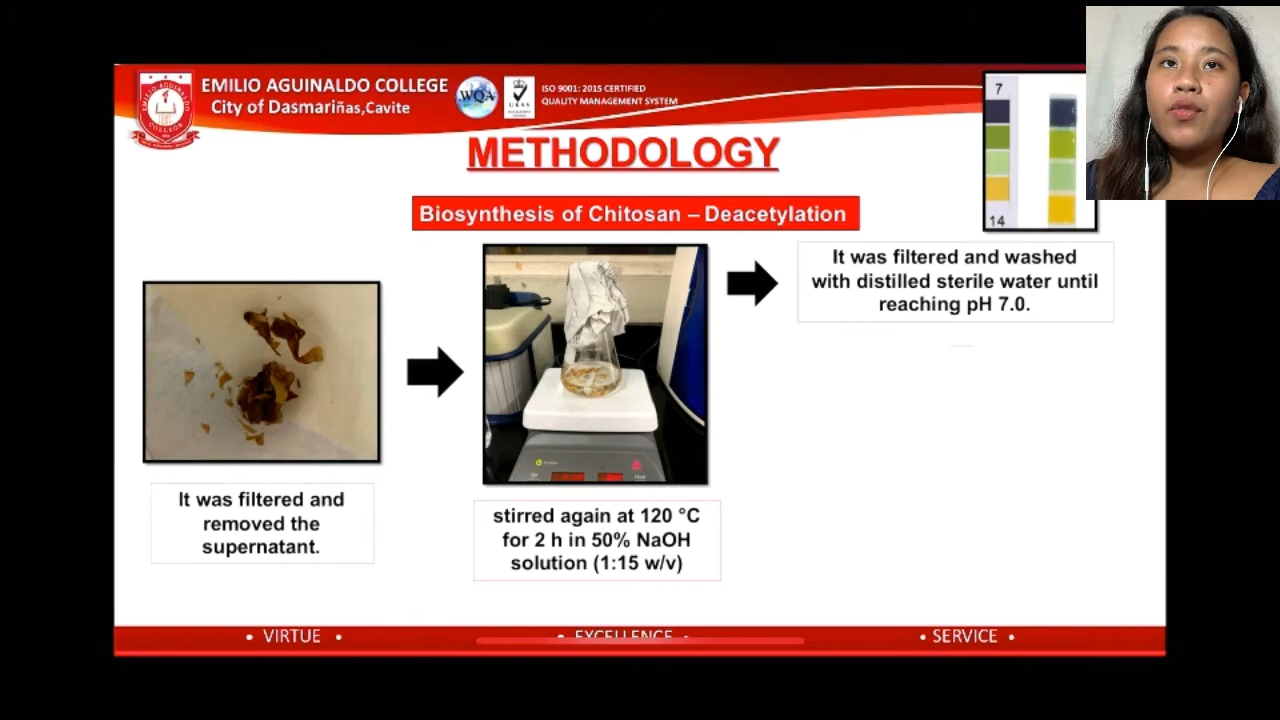 EMILIO AGUINALDO COLLEGE
City of Dasmariñas,Cavite
WQA
UKAS
ISO 9001: 2015 CERTIFIED
QUALITY MANAGEMENT SYSTEM
METHODOLOGY
Biosynthesis of Chitosan – Deacetylation
7
14
It was filtered and washed
with distilled sterile water until
reaching pH 7.0.
It was filtered and
removed the
supernatant.
stirred again at 120 °C
for 2 h in 50% NaOH
solution (1:15 w/v)
• VIRTUE •
• EXCELLENCE •
• SERVICE •